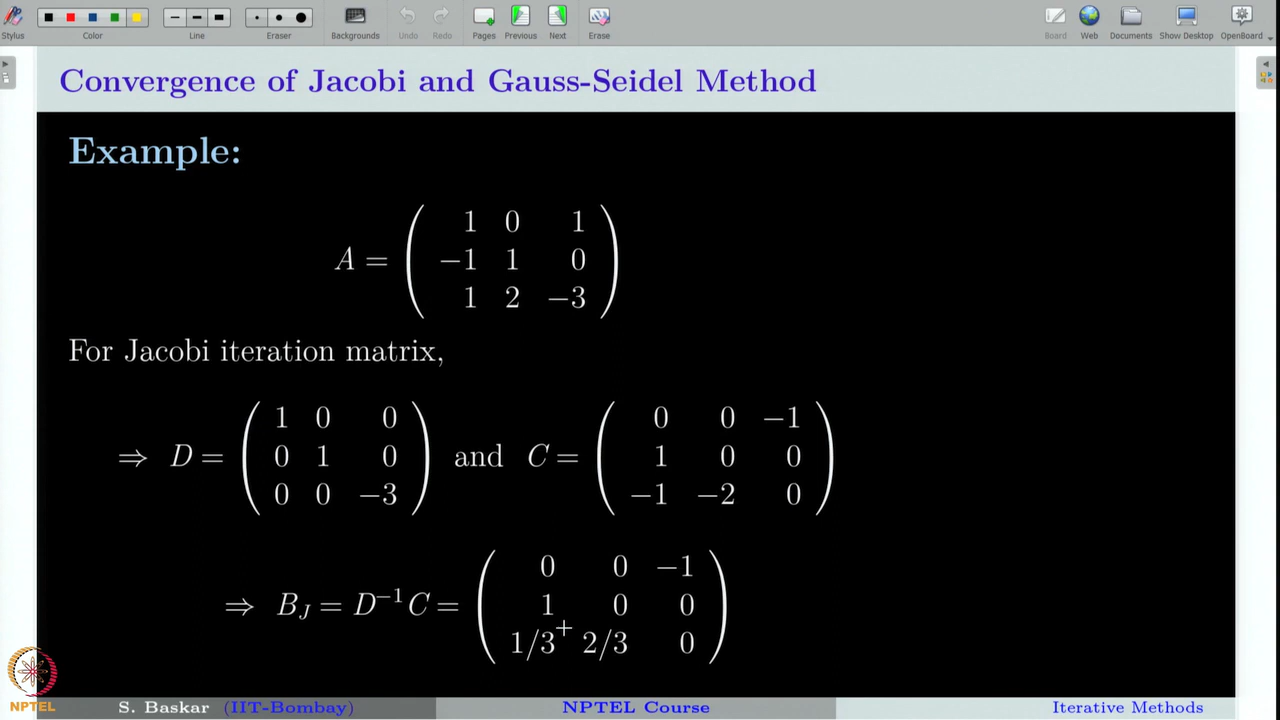 Stylus Color Line Eraser Backgrounds Undo Redo Pages Previous Next Erase Board Web Documents Show Desktop OpenBoard
Convergence of Jacobi and Gauss-Seidel Method
Example:
1 0 1
A = −1 1 0
1 2 −3
For Jacobi iteration matrix,
1 0 0 0 0 −1
⇒ D = 0 1 0 and C = 1 0 0
0 0 −3 −1 −2 0
0 0 −1
⇒ B_J = D⁻¹C = 1 0 0
1/3 2/3 0
NPTEL
S. Baskar (IIT-Bombay) NPTEL Course Iterative Methods